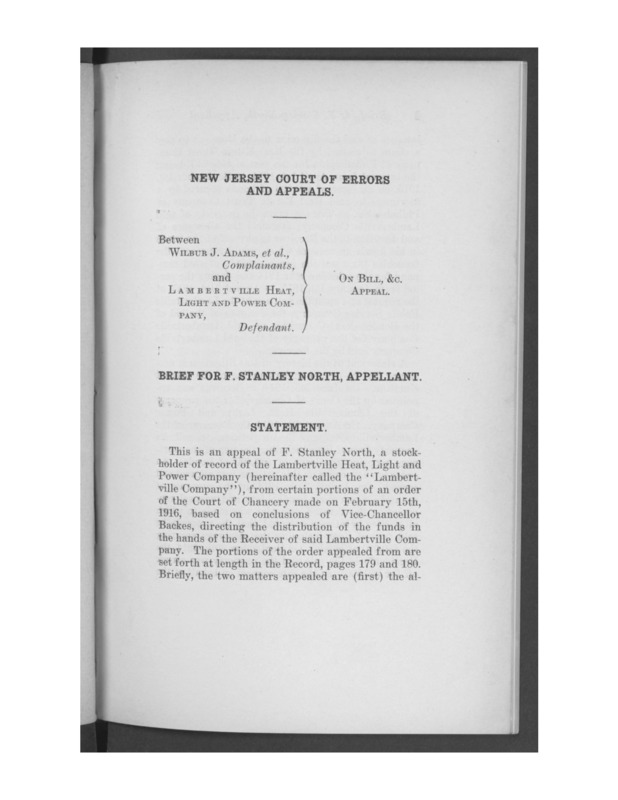 NEW JERSEY COURT OF ERRORS
AND APPEALS.
Between
WILBUR J. ADAMS, et al.,
Complainants,
and
LAMBERTVILLE HEAT,
LIGHT AND POWER COM-
PANY,
Defendant.
ON BILL, &C.
APPEAL.
BRIEF FOR F. STANLEY NORTH, APPELLANT.
STATEMENT.
This is an appeal of F. Stanley North, a stock-
holder of record of the Lambertville Heat, Light and
Power Company (hereinafter called the "Lambert-
ville Company"), from certain portions of an order
of the Court of Chancery made on February 15th,
1916, based on conclusions of Vice-Chancellor
Backes, directing the distribution of the funds in
the hands of the Receiver of said Lambertville Com-
pany. The portions of the order appealed from are
set forth at length in the Record, pages 179 and 180.
Briefly, the two matters appealed are (first) the al-